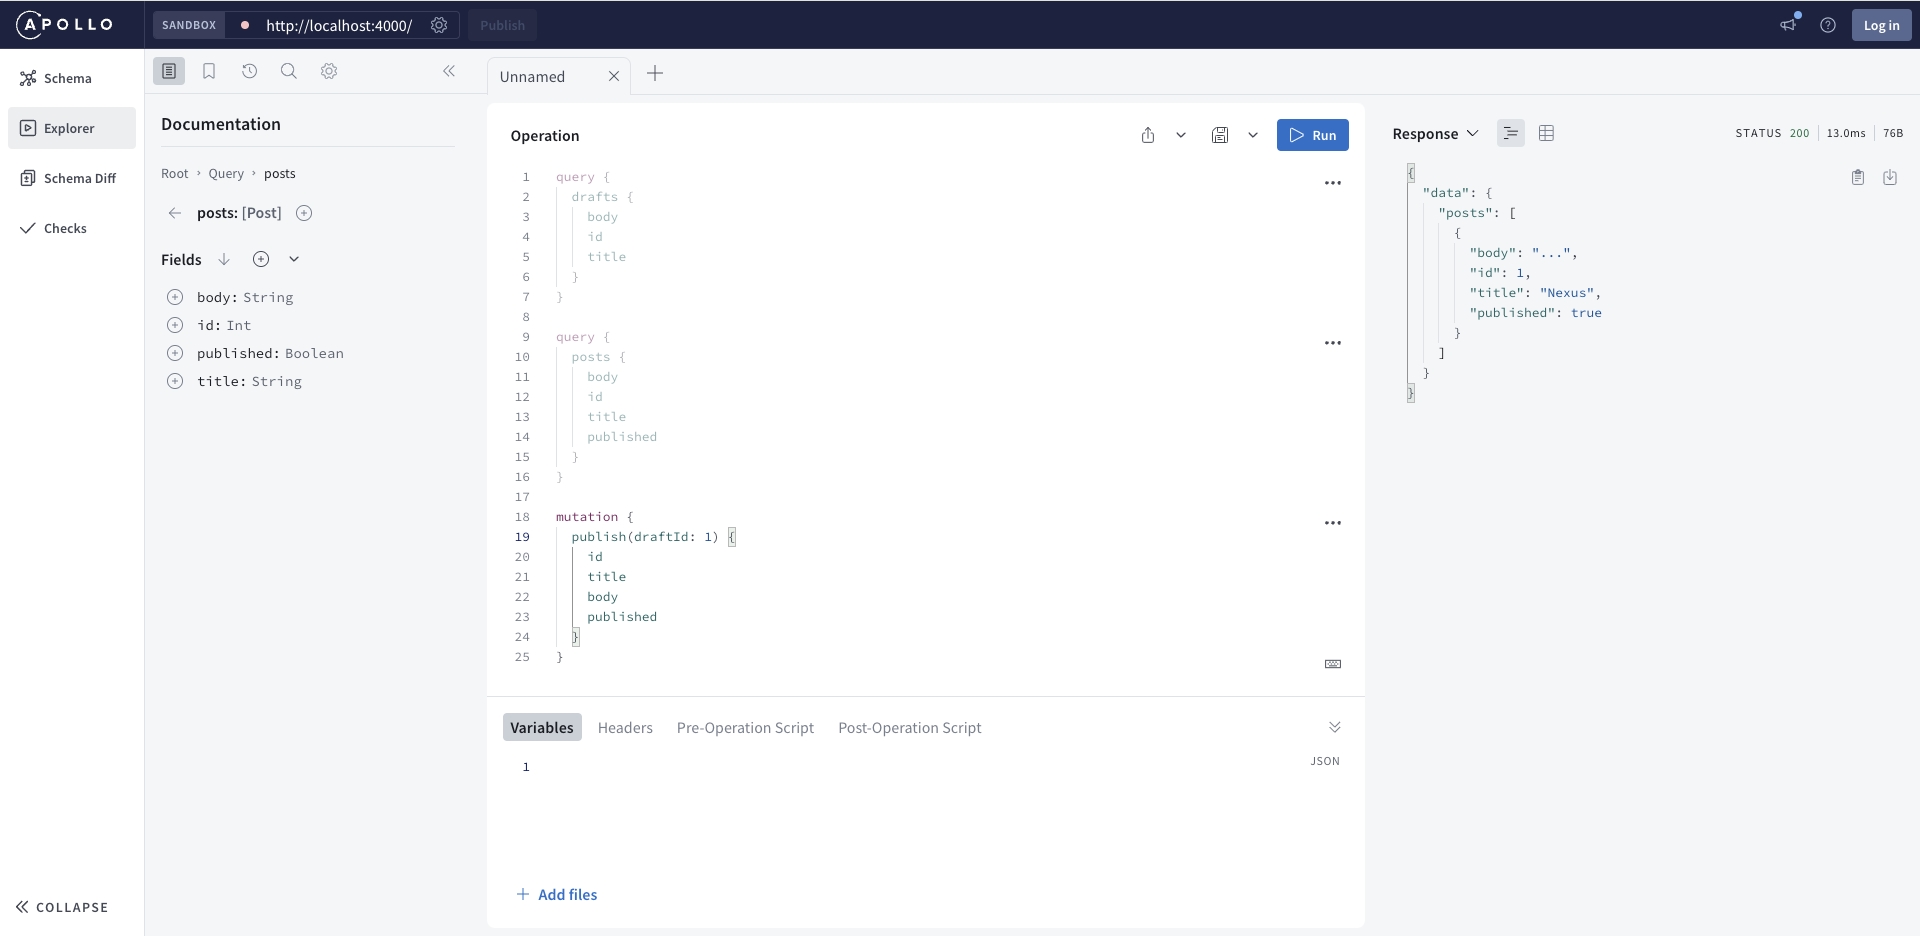 APOLLO
SANDBOX http://localhost:4000/ Publish Log in
Schema
Explorer
Schema Diff
Checks
COLLAPSE
Documentation
Root › Query › posts
posts: [Post]
Fields
body: String
id: Int
published: Boolean
title: String
Unnamed
Operation
Run
1 query {
2 drafts {
3 body
4 id
5 title
6 }
7 }
8
9 query {
10 posts {
11 body
12 id
13 title
14 published
15 }
16 }
17
18 mutation {
19 publish(draftId: 1) {
20 id
21 title
22 body
23 published
24 }
25 }
Variables Headers Pre-Operation Script Post-Operation Script
JSON
1
Add files
Response STATUS 200 13.0ms 76B
{
"data": {
"posts": [
{
"body": "...",
"id": 1,
"title": "Nexus",
"published": true
}
]
}
}